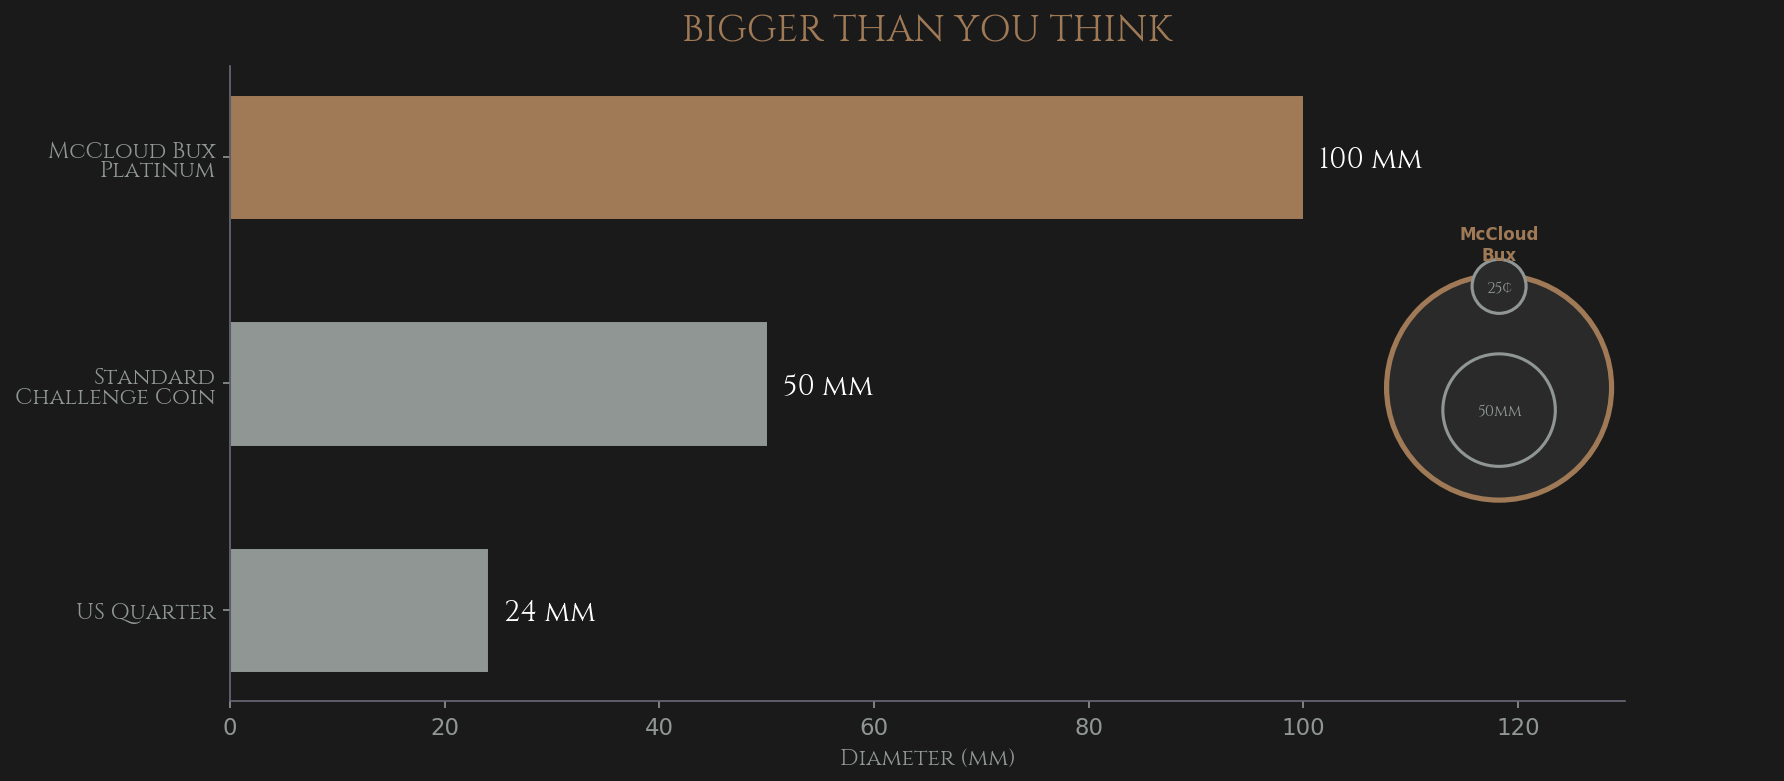 BIGGER THAN YOU THINK
McCloud Bux
Platinum
100 mm
McCloud
Bux
25¢
Standard
Challenge Coin
50 mm
50mm
US Quarter
24 mm
0 20 40 60 80 100 120
Diameter (mm)